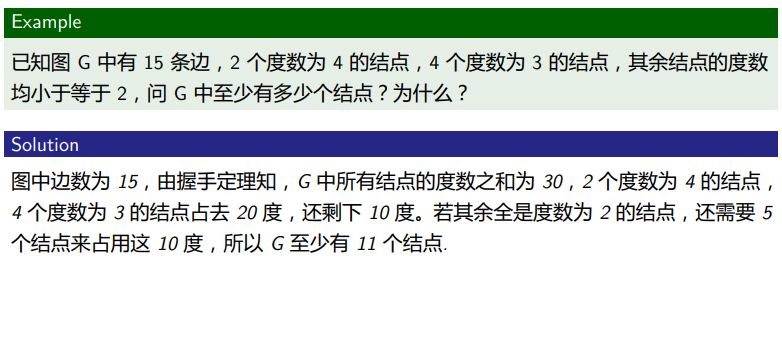 Example
已知图 G 中有 15 条边，2 个度数为 4 的结点，4 个度数为 3 的结点，其余结点的度数
均小于等于 2，问 G 中至少有多少个结点？为什么？
Solution
图中边数为 15，由握手定理知，G 中所有结点的度数之和为 30，2 个度数为 4 的结点，
4 个度数为 3 的结点占去 20 度，还剩下 10 度。若其余全是度数为 2 的结点，还需要 5
个结点来占用这 10 度，所以 G 至少有 11 个结点.